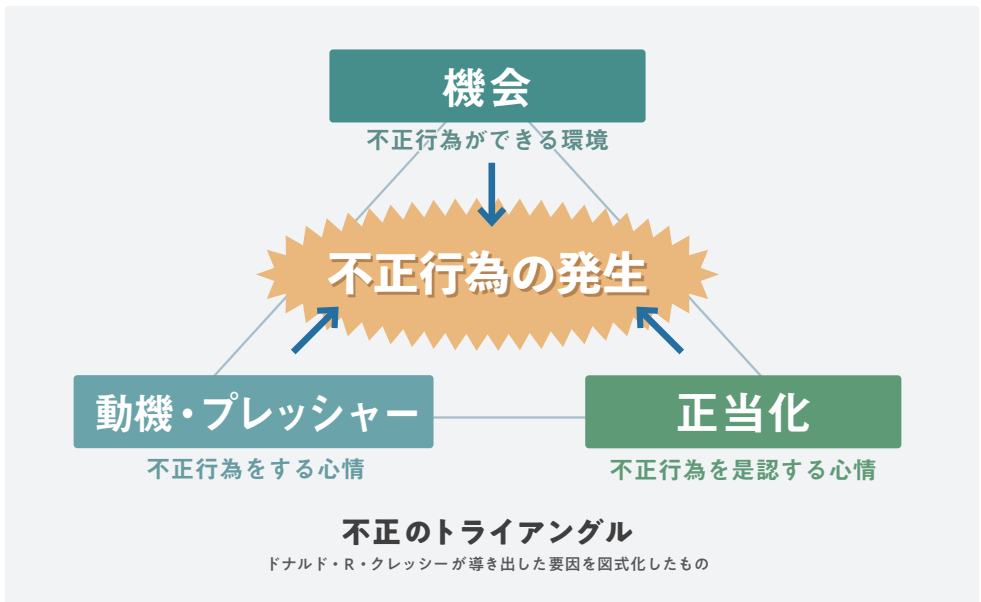 機会
不正行為ができる環境
不正行為の発生
動機・プレッシャー
不正行為をする心情
正当化
不正行為を是認する心情
不正のトライアングル
ドナルド・R・クレッシーが導き出した要因を図式化したもの